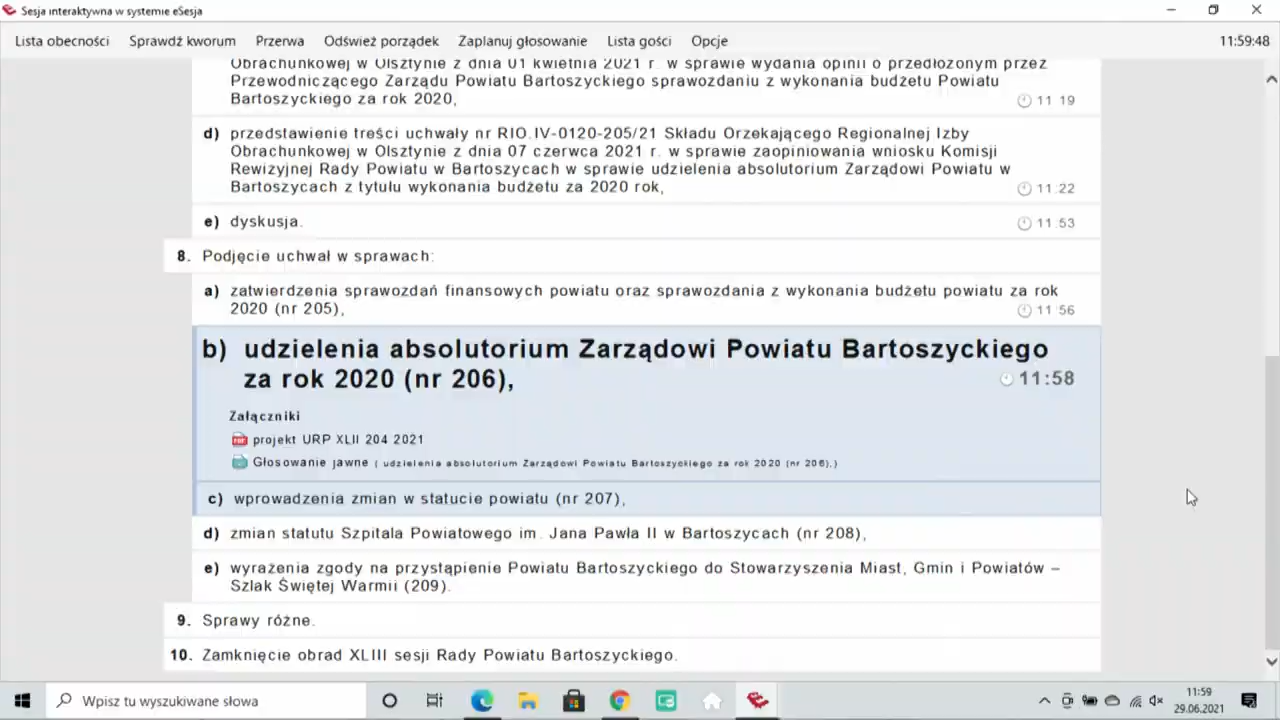 Sesja interaktywna w systemie eSesja
Lista obecności Sprawdź kworum Przerwa Odśwież porządek Zaplanuj głosowanie Lista gości Opcje 11:59:48
Obrachunkowej w Olsztynie z dnia 01 kwietnia 2021 r. w sprawie wydania opinii o przedłożonym przez
Przewodniczącego Zarządu Powiatu Bartoszyckiego sprawozdaniu z wykonania budżetu Powiatu
Bartoszyckiego za rok 2020,
11 19
d) przedstawienie treści uchwały nr RIO.IV-0120-205/21 Składu Orzekającego Regionalnej Izby
Obrachunkowej w Olsztynie z dnia 07 czerwca 2021 r. w sprawie zaopiniowania wniosku Komisji
Rewizyjnej Rady Powiatu w Bartoszycach w sprawie udzielenia absolutorium Zarządowi Powiatu w
Bartoszycach z tytułu wykonania budżetu za 2020 rok,
11 22
e) dyskusja.
11 53
8. Podjęcie uchwał w sprawach:
a) zatwierdzenia sprawozdań finansowych powiatu oraz sprawozdania z wykonania budżetu powiatu za rok
2020 (nr 205),
11 56
b) udzielenia absolutorium Zarządowi Powiatu Bartoszyckiego
za rok 2020 (nr 206),
11:58
Załączniki
PDF projekt URP XLII 204 2021
Głosowanie jawne ( udzielenia absolutorium Zarządowi Powiatu Bartoszyckiego za rok 2020 (nr 206),)
c) wprowadzenia zmian w statucie powiatu (nr 207),
d) zmian statutu Szpitala Powiatowego im. Jana Pawła II w Bartoszycach (nr 208),
e) wyrażenia zgody na przystąpienie Powiatu Bartoszyckiego do Stowarzyszenia Miast, Gmin i Powiatów –
Szlak Świętej Warmii (209).
9. Sprawy różne.
10. Zamknięcie obrad XLIII sesji Rady Powiatu Bartoszyckiego.
Wpisz tu wyszukiwane słowa
11:59
29.06.2021